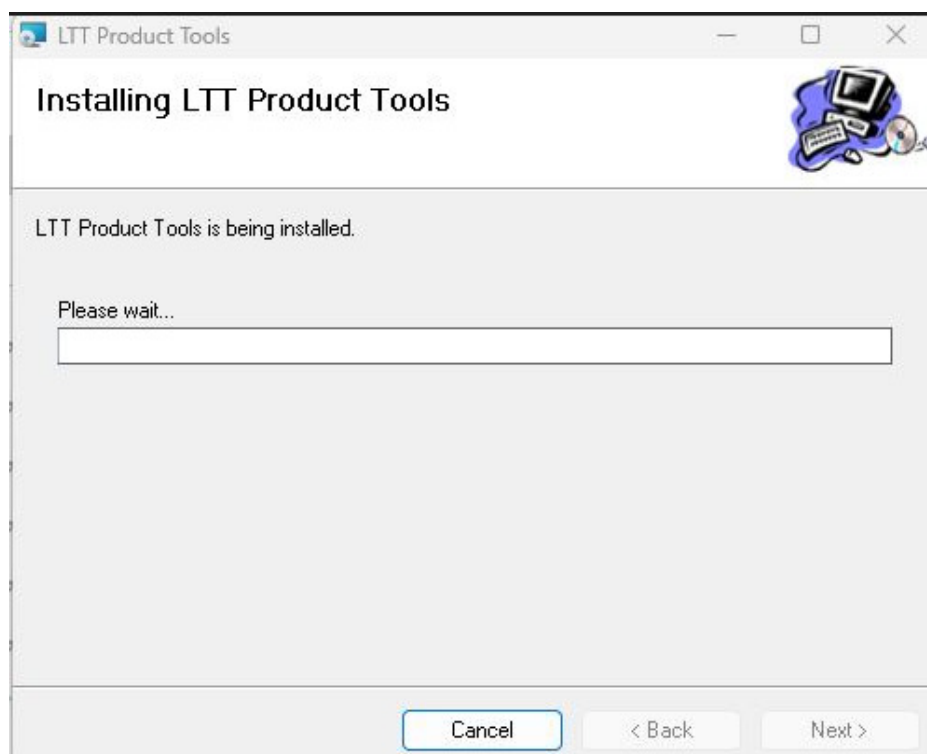 LTT Product Tools
Installing LTT Product Tools
LTT Product Tools is being installed.
Please wait...
Cancel
< Back
Next >